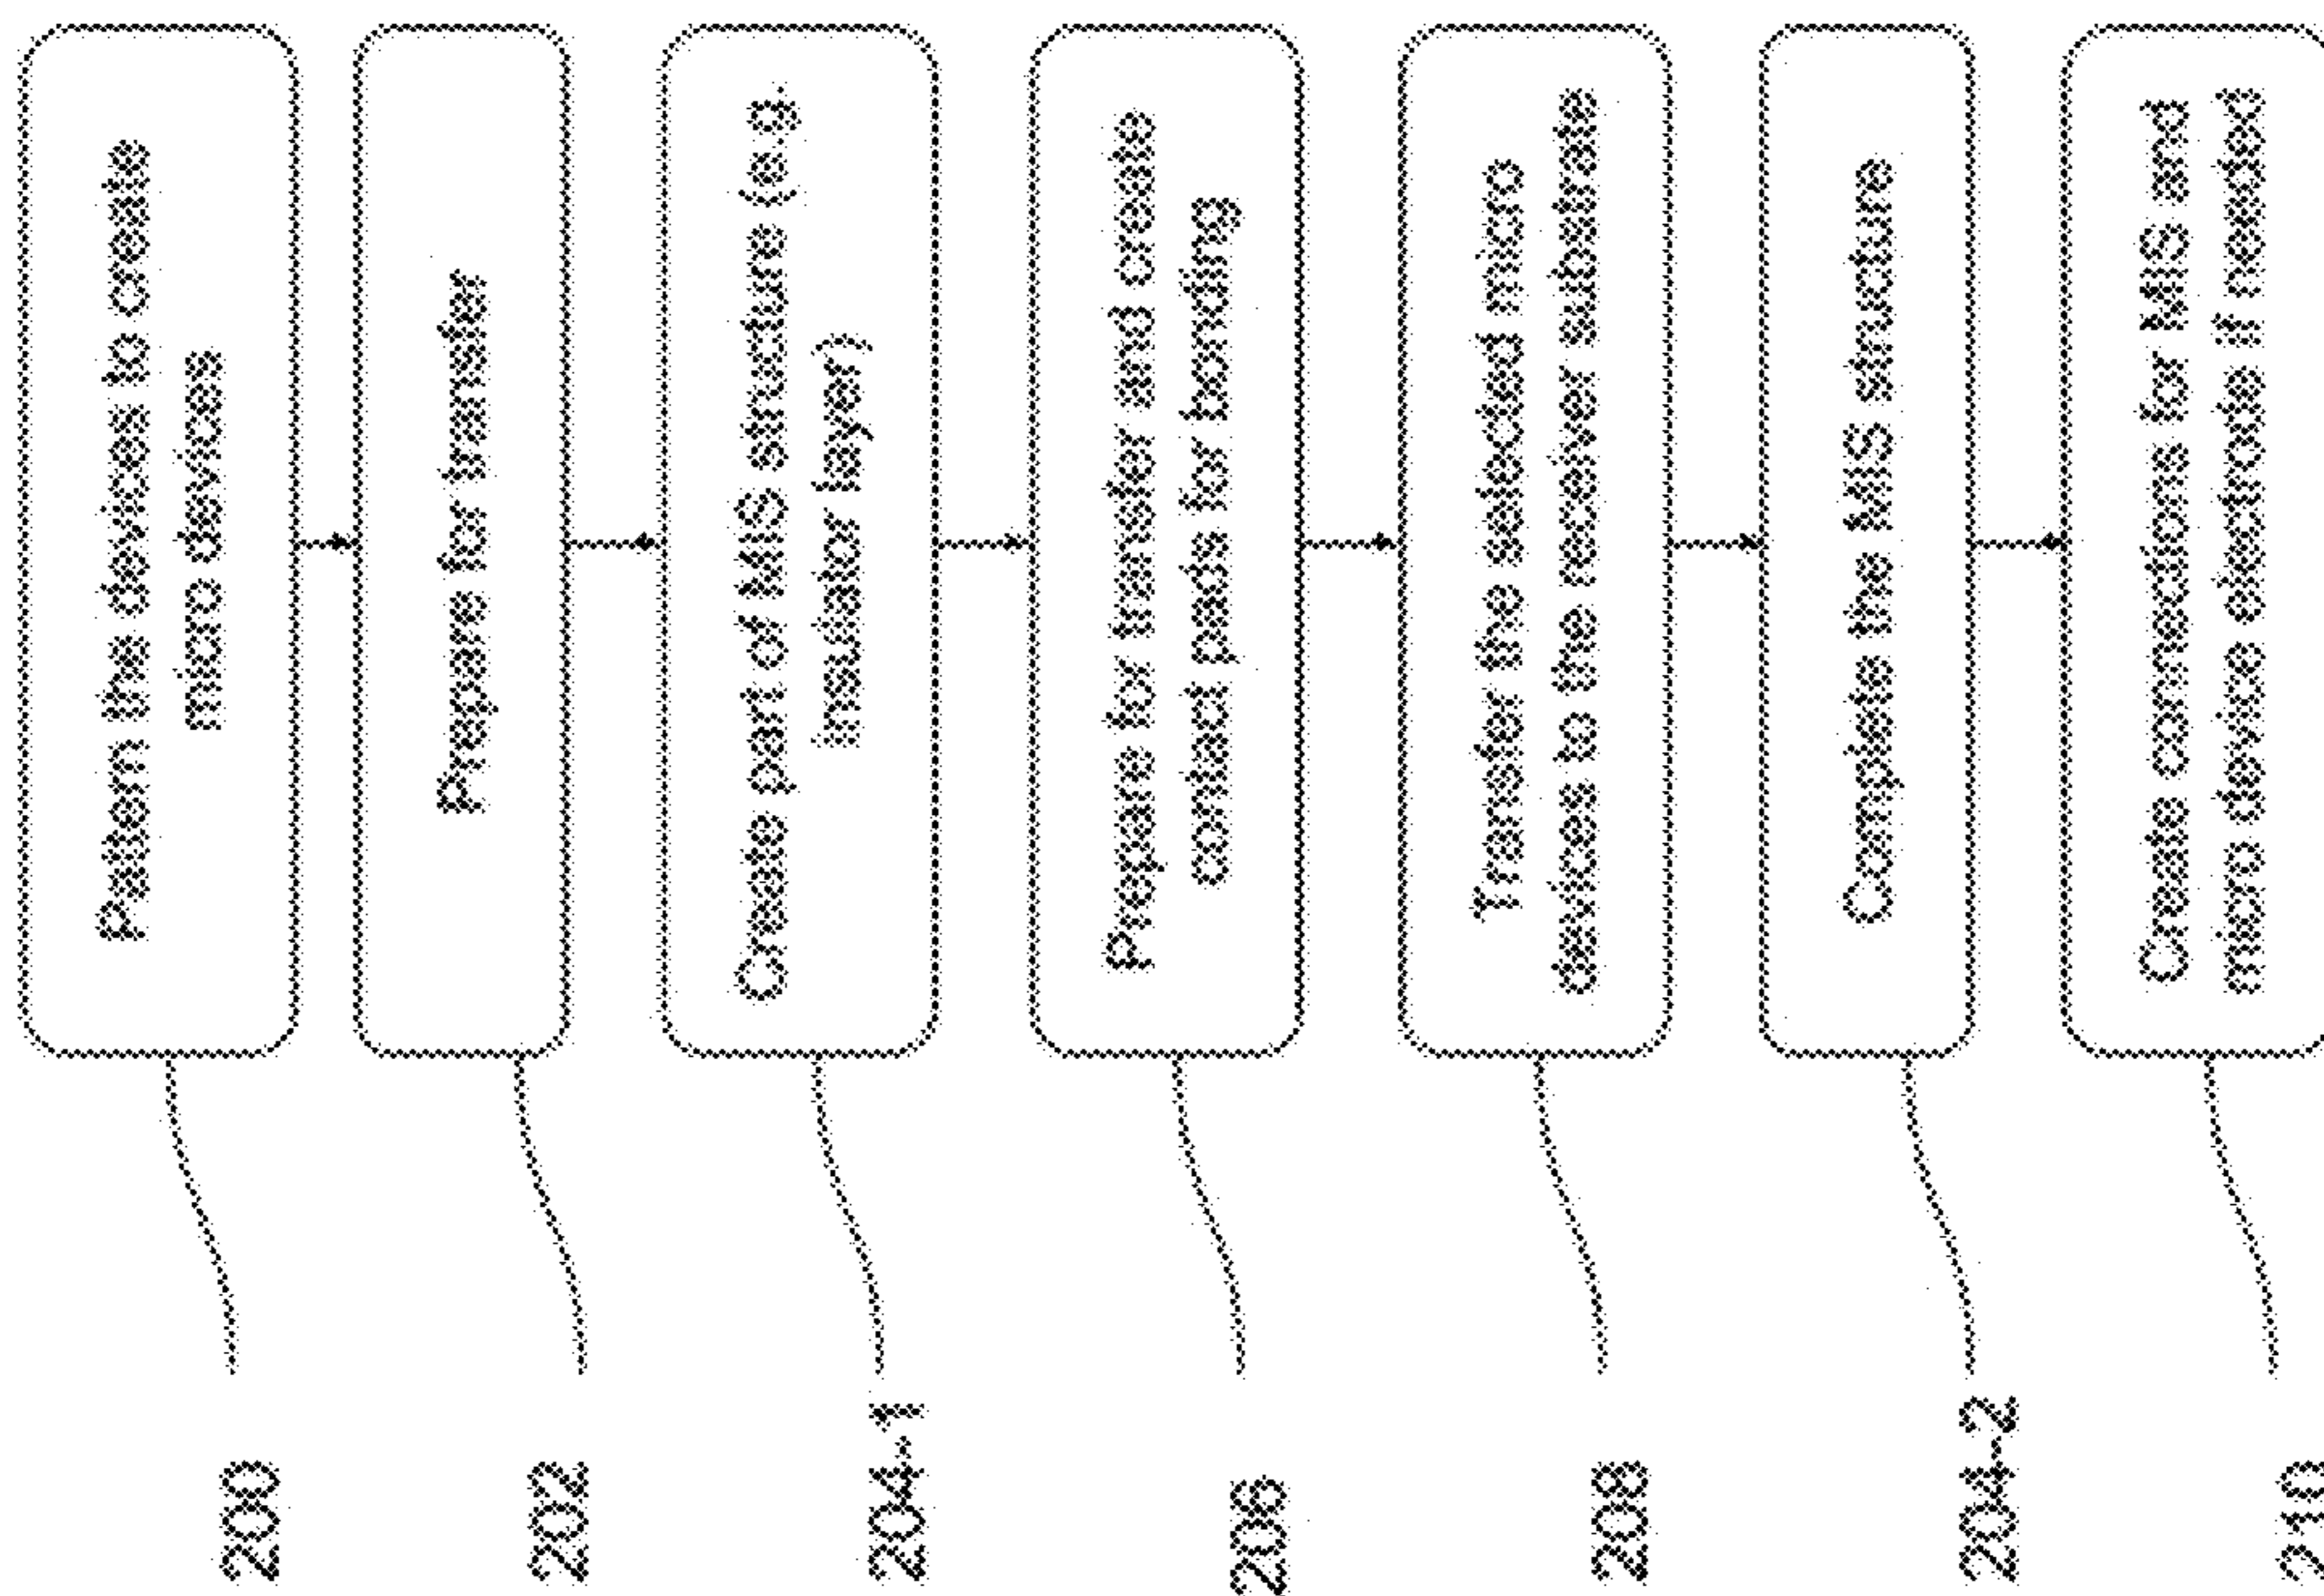 200
Pattern the devices to create
micro devices
202
Prepare for transfer
204-1
Create part of MIS structure (e.g.
insulator layer)
206
Prepare for transfer and create
contact pads for bonding
208
Transfer the selected micro
devices to the receiver substrate
204-2
Complete the MIS structure
210
Create connections for MIS and
micro device electrode if needed